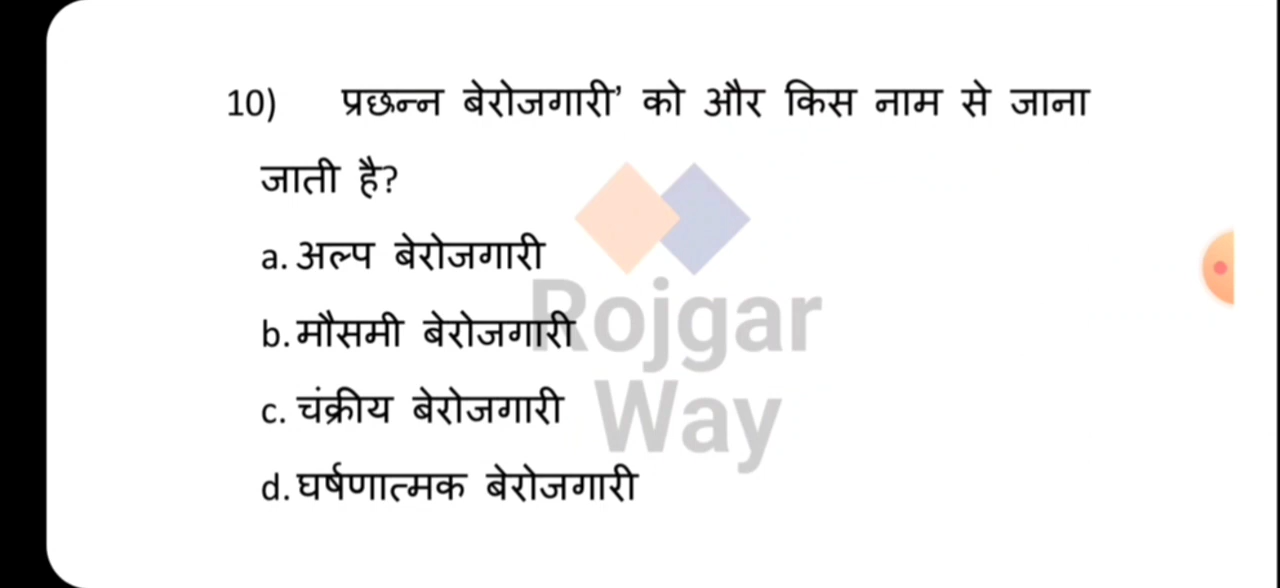 10) प्रछन्न बेरोजगारी’ को और किस नाम से जाना
जाती है?
a. अल्प बेरोजगारी
b. मौसमी बेरोजगारी
c. चंक्रीय बेरोजगारी
d. घर्षणात्मक बेरोजगारी
Rojgar
Way